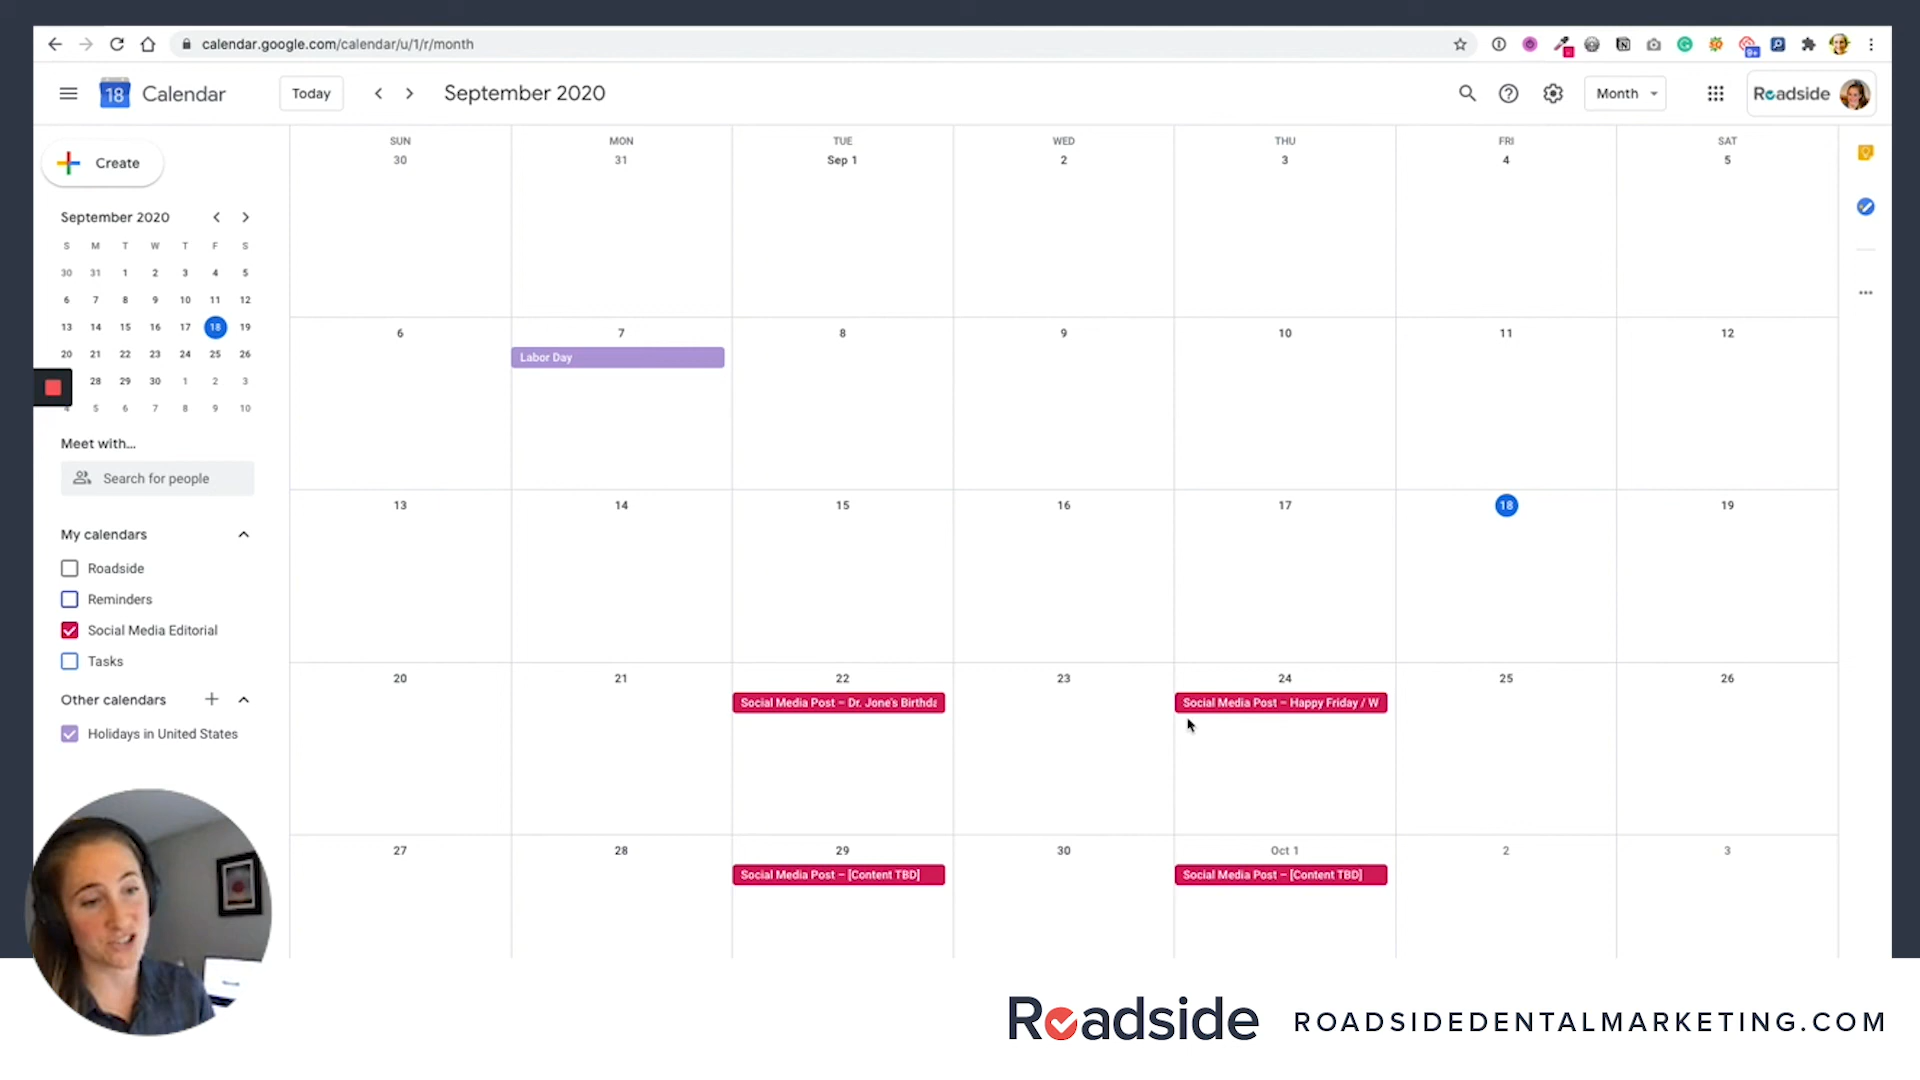 calendar.google.com/calendar/u/1/r/month
9+
18 Calendar Today September 2020 Month Roadside
Create
September 2020
S M T W T F S
30 31 1 2 3 4 5
6 7 8 9 10 11 12
13 14 15 16 17 18 19
20 21 22 23 24 25 26
28 29 30 1 2 3
4 5 6 7 8 9 10
Meet with...
Search for people
My calendars
Roadside
Reminders
Social Media Editorial
Tasks
Other calendars
Holidays in United States
SUN MON TUE WED THU FRI SAT
30 31 Sep 1 2 3 4 5
6 7 8 9 10 11 12
Labor Day
13 14 15 16 17 18 19
20 21 22 23 24 25 26
Social Media Post – Dr. Jone's Birthda Social Media Post – Happy Friday / W
27 28 29 30 Oct 1 2 3
Social Media Post – [Content TBD] Social Media Post – [Content TBD]
Roadside ROADSIDEDENTALMARKETING.COM